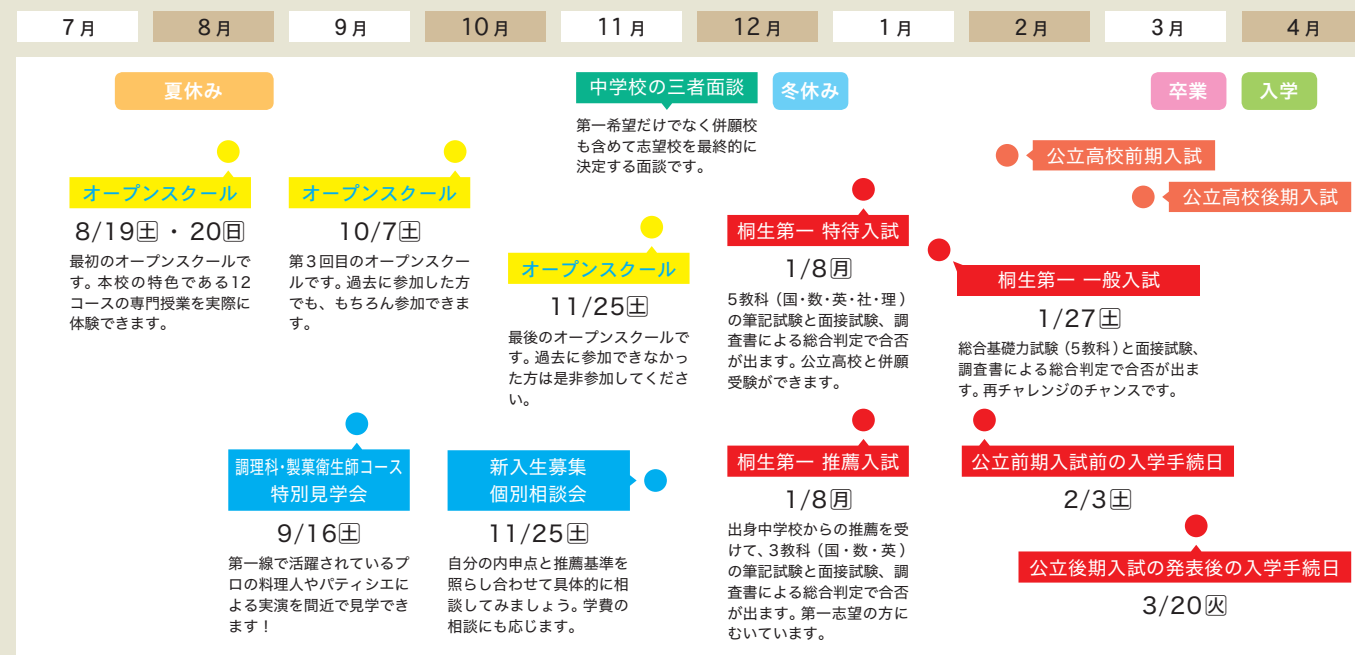 7月 8月 9月 10月 11月 12月 1月 2月 3月 4月
夏休み
中学校の三者面談
冬休み
卒業
入学
第一希望だけでなく併願校
も含めて志望校を最終的に
決定する面談です。
公立高校前期入試
公立高校後期入試
オープンスクール
8/19土・20日
最初のオープンスクールで
す。本校の特色である12
コースの専門授業を実際に
体験できます。
オープンスクール
10/7土
第3回目のオープンスクー
ルです。過去に参加した方
でも、もちろん参加できま
す。
オープンスクール
11/25土
最後のオープンスクールで
す。過去に参加できなかっ
た方は是非参加してくださ
い。
桐生第一 特待入試
1/8月
5教科(国・数・英・社・理)
の筆記試験と面接試験、調
査書による総合判定で合否
が出ます。公立高校と併願
受験ができます。
桐生第一 一般入試
1/27土
総合基礎力試験(5教科)と面接試験、
調査書による総合判定で合否が出ま
す。再チャレンジのチャンスです。
調理科・製菓衛生師コース
特別見学会
9/16土
第一線で活躍されているプ
ロの料理人やパティシエに
よる実演を間近で見学でき
ます!
新入生募集
個別相談会
11/25土
自分の内申点と推薦基準を
照らし合わせて具体的に相
談してみましょう。学費の
相談にも応じます。
桐生第一 推薦入試
1/8月
出身中学校からの推薦を受
けて、3教科(国・数・英)
の筆記試験と面接試験、調
査書による総合判定で合否
が出ます。第一志望の方に
むいています。
公立前期入試前の入学手続日
2/3土
公立後期入試の発表後の入学手続日
3/20火